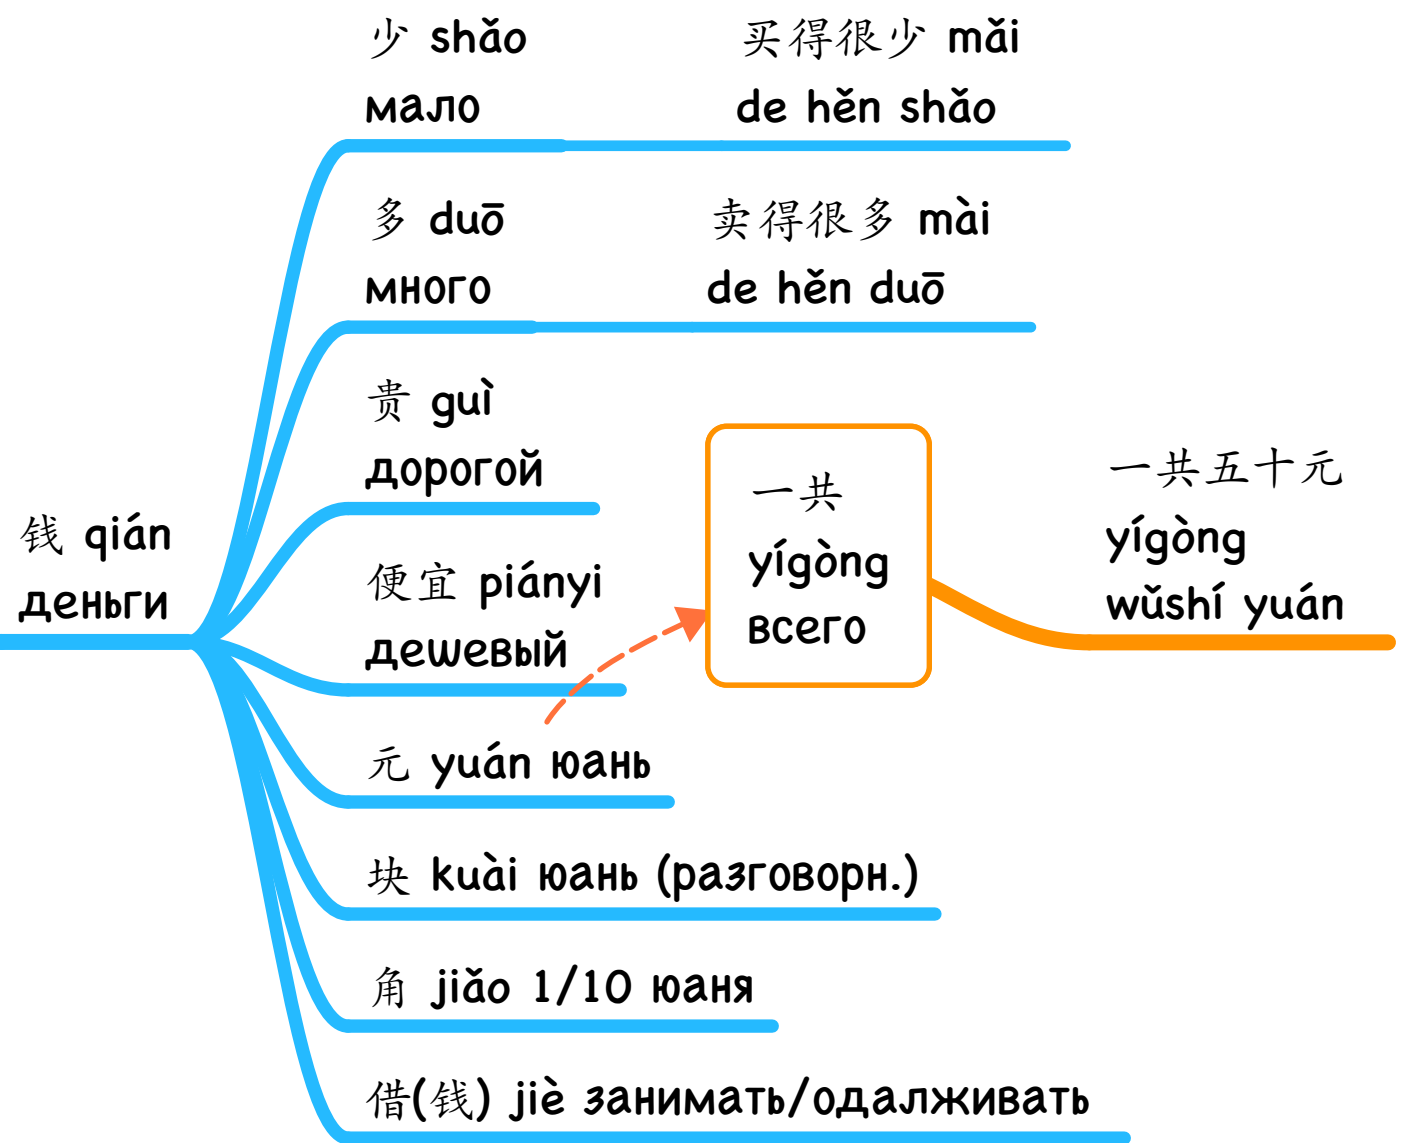 钱 qián
деньги
少 shǎo
мало
买得很少 mǎi
de hěn shǎo
多 duō
много
卖得很多 mài
de hěn duō
贵 guì
дорогой
便宜 piányi
дешевый
元 yuán юань
一共
yígòng
всего
一共五十元
yígòng
wǔshí yuán
块 kuài юань (разговорн.)
角 jiǎo 1/10 юаня
借(钱) jiè занимать/одалживать